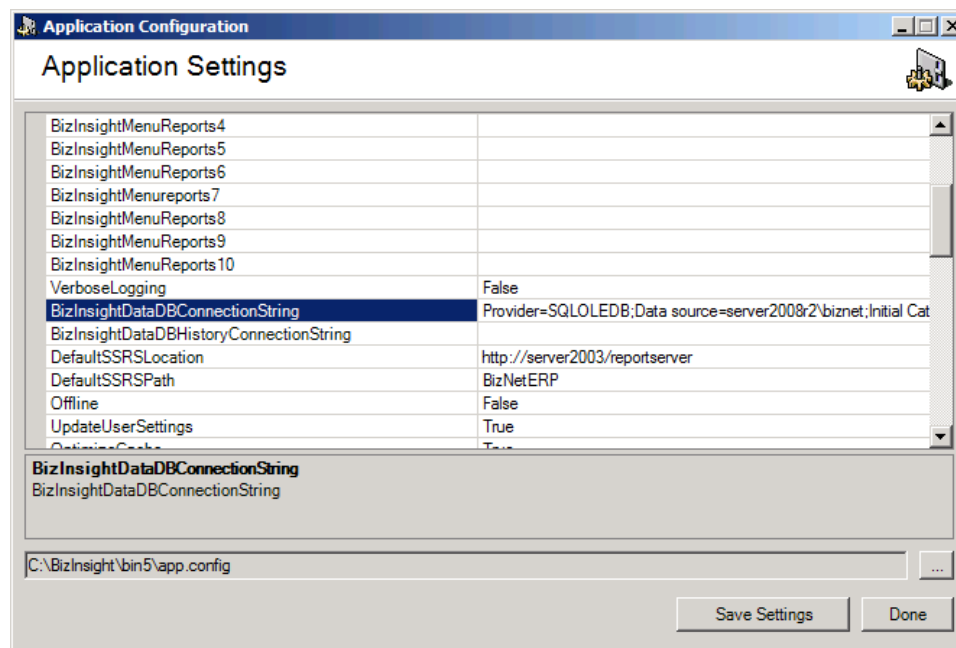 Application Configuration
Application Settings
BizInsightMenuReports4
BizInsightMenuReports5
BizInsightMenuReports6
BizInsightMenureports7
BizInsightMenuReports8
BizInsightMenuReports9
BizInsightMenuReports10
VerboseLogging False
BizInsightDataDBConnectionString Provider=SQLOLEDB;Data source=server2008r2\biznet;Initial Cat
BizInsightDataDBHistoryConnectionString
DefaultSSRSLocation http://server2003/reportserver
DefaultSSRSPath BizNetERP
Offline False
UpdateUserSettings True
OptimizeCache True
BizInsightDataDBConnectionString
BizInsightDataDBConnectionString
C:\BizInsight\bin5\app.config ...
Save Settings Done